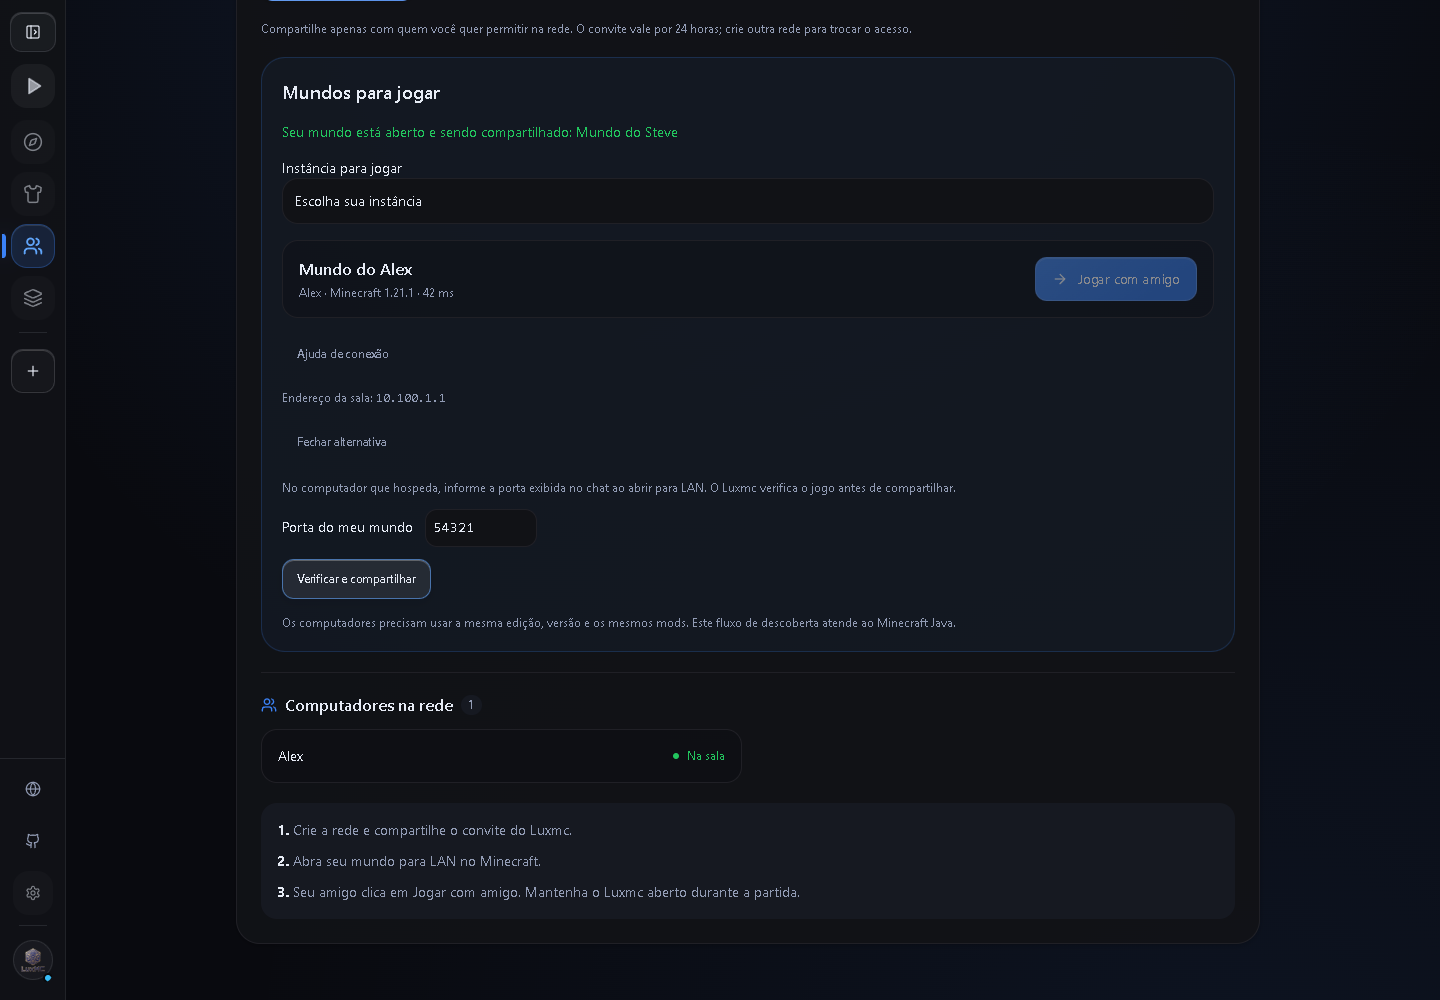 Compartilhe apenas com quem você quer permitir na rede. O convite vale por 24 horas; crie outra rede para trocar o acesso.
Mundos para jogar
Seu mundo está aberto e sendo compartilhado: Mundo do Steve
Instância para jogar
Escolha sua instância
Mundo do Alex
Alex · Minecraft 1.21.1 · 42 ms
Jogar com amigo
Ajuda de conexão
Endereço da sala: 10.100.1.1
Fechar alternativa
No computador que hospeda, informe a porta exibida no chat ao abrir para LAN. O Luxmc verifica o jogo antes de compartilhar.
Porta do meu mundo
54321
Verificar e compartilhar
Os computadores precisam usar a mesma edição, versão e os mesmos mods. Este fluxo de descoberta atende ao Minecraft Java.
Computadores na rede
1
Alex
Na sala
1. Crie a rede e compartilhe o convite do Luxmc.
2. Abra seu mundo para LAN no Minecraft.
3. Seu amigo clica em Jogar com amigo. Mantenha o Luxmc aberto durante a partida.